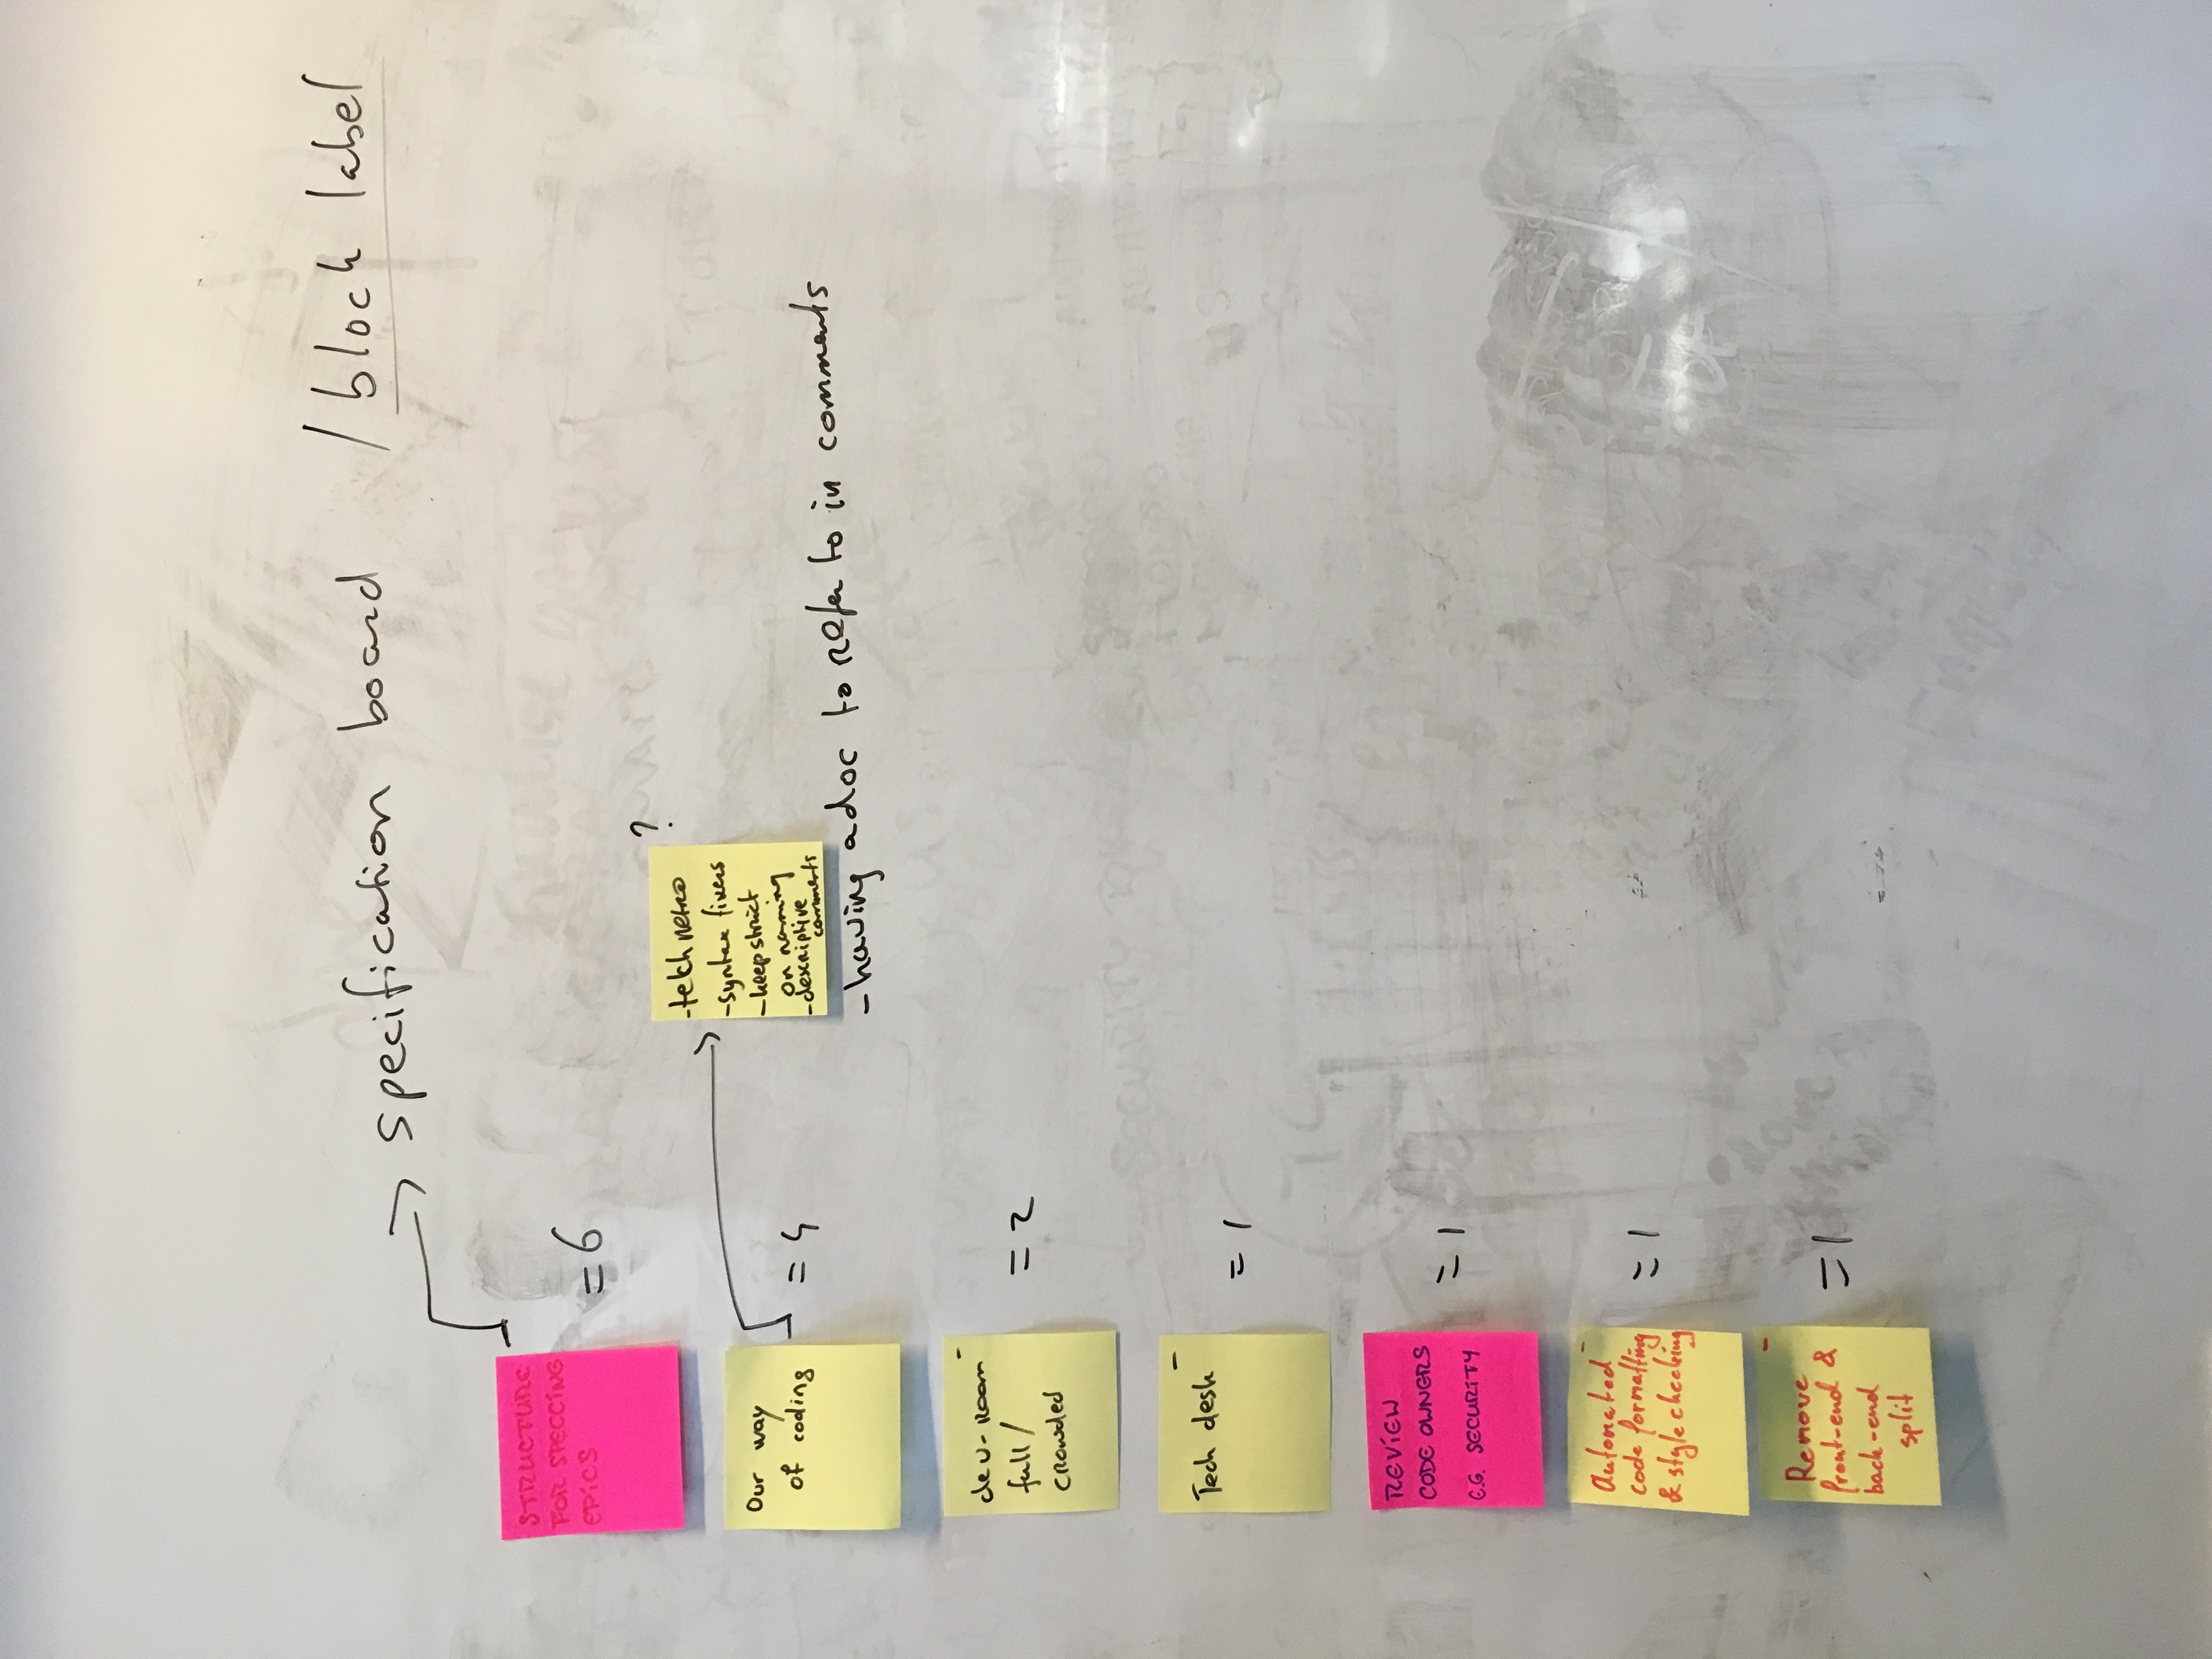 specification board / block label
STRUCTURE
FOR SPECCING
EPICS
= 6
Our way
of coding
= 4
?
- tech retro
- syntax fixers
- keep strict
on naming
- descriptive
comments
- having a doc to refer to in comments
dev-room
full /
crowded
= 2
Tech desk
= 1
REVIEW
CODE OWNERS
E.G. SECURITY
= 1
Automated
code formatting
& style checking
= 1
Remove
front-end &
back-end
split
= 1